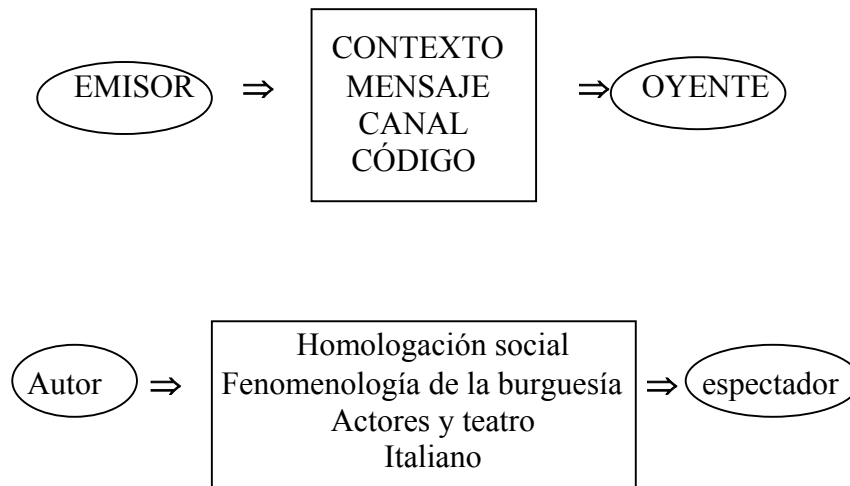 CONTEXTO
EMISOR ⇒ MENSAJE ⇒ OYENTE
CANAL
CÓDIGO
Homologación social
Autor ⇒ Fenomenología de la burguesía ⇒ espectador
Actores y teatro
Italiano